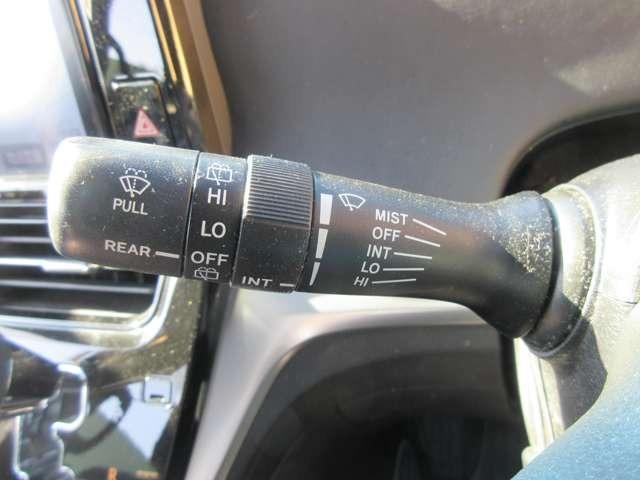 PULL
REAR
HI
LO
OFF
INT
MIST
OFF
INT
LO
HI
R